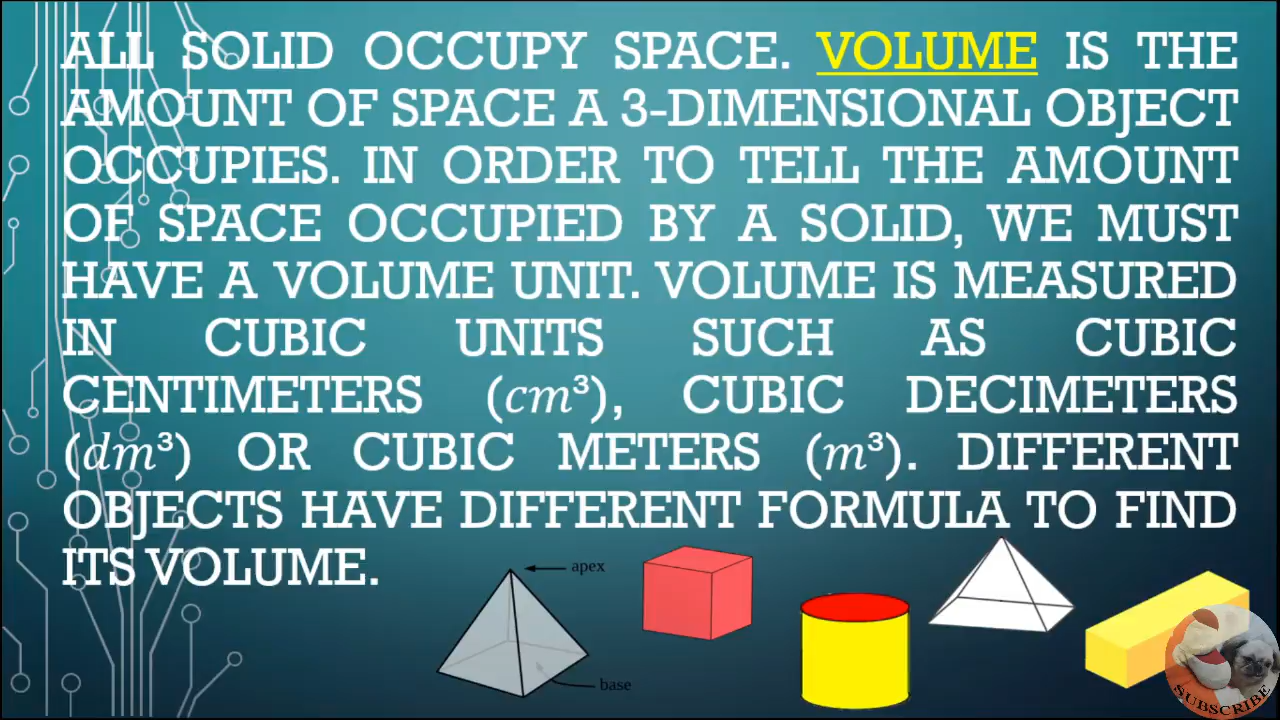 ALL SOLID OCCUPY SPACE. VOLUME IS THE
AMOUNT OF SPACE A 3-DIMENSIONAL OBJECT
OCCUPIES. IN ORDER TO TELL THE AMOUNT
OF SPACE OCCUPIED BY A SOLID, WE MUST
HAVE A VOLUME UNIT. VOLUME IS MEASURED
IN CUBIC UNITS SUCH AS CUBIC
CENTIMETERS (cm³), CUBIC DECIMETERS
(dm³) OR CUBIC METERS (m³). DIFFERENT
OBJECTS HAVE DIFFERENT FORMULA TO FIND
ITS VOLUME.
apex
base
SUBSCRIBE